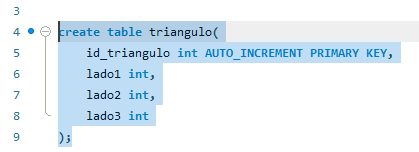 3
4 create table triangulo(
5 id_triangulo int AUTO_INCREMENT PRIMARY KEY,
6 lado1 int,
7 lado2 int,
8 lado3 int
9 );